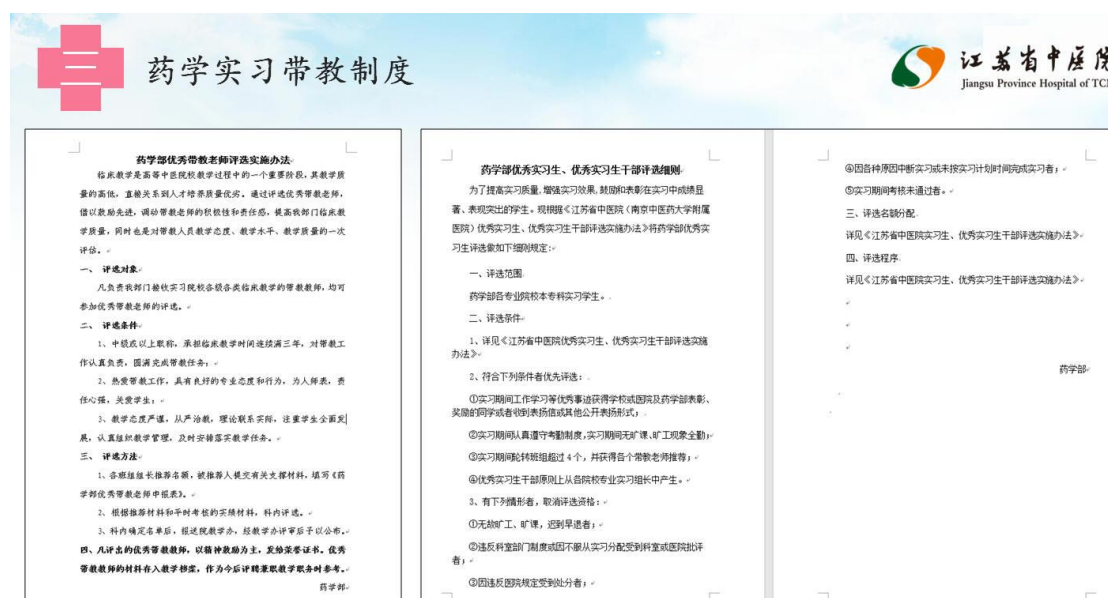 三
药学实习带教制度
江苏省中医院
Jiangsu Province Hospital of TC
药学部优秀带教老师评选实施办法
临床教学是高等中医院校教学过程中的一个重要阶段，其教学质
量的高低，直接关系到人才培养质量优劣。通过评选优秀带教老师，
借以鼓励先进，调动带教老师的积极性和责任感，提高我部门临床教
学质量，同时也是对带教人员教学态度、教学水平、教学质量的一次
评估。
一、 评选对象
凡负责我部门接收实习院校各级各类临床教学的带教教师，均可
参加优秀带教老师的评选。
二、 评选条件
1、中级或以上职称，承担临床教学时间连续满三年，对带教工
作认真负责，圆满完成带教任务；
2、热爱带教工作，具有良好的专业态度和行为，为人师表，责
任心强，关爱学生；
3、教学态度严谨，从严治教，理论联系实际，注重学生全面发
展，认真组织教学管理，及时安排落实教学任务。
三、 评选方法
1、各班组组长推荐名额，被推荐人提交有关支撑材料，填写《药
学部优秀带教老师申报表》。
2、根据推荐材料和平时考核的实绩材料，科内评选。
3、科内确定名单后，报送院教学办，经教学办评审后予以公布。
四、凡评出的优秀带教教师，以精神鼓励为主，发给荣誉证书。优秀
带教教师的材料存入教学档案，作为今后评聘兼职教学职务时参考。
药学部
药学部优秀实习生、优秀实习生干部评选细则
为了提高实习质量，增强实习效果，鼓励和表彰在实习中成绩显
著、表现突出的学生。现根据《江苏省中医院（南京中医药大学附属
医院）优秀实习生、优秀实习生干部评选实施办法》将药学部优秀实
习生评选做如下细则规定：
一、评选范围
药学部各专业院校本专科实习学生。
二、评选条件
1、详见《江苏省中医院优秀实习生、优秀实习生干部评选实施
办法》
2、符合下列条件者优先评选：
①实习期间工作学习等优秀事迹获得学校或医院及药学部表彰、
奖励的同学或者收到表扬信或其他公开表扬形式；
②实习期间认真遵守考勤制度，实习期间无旷课、旷工现象全勤；
③实习期间轮转班组超过4个，并获得各个带教老师推荐；
④优秀实习生干部原则上从各院校专业实习组长中产生。
3、有下列情形者，取消评选资格：
①无故旷工、旷课，迟到早退者；
②违反科室部门制度或因不服从实习分配受到科室或医院批评
者；
③因违反医院规定受到处分者；
④因各种原因中断实习或未按实习计划时间完成实习者；
⑤实习期间考核未通过者。
三、评选名额分配
详见《江苏省中医院实习生、优秀实习生干部评选实施办法》
四、评选程序
详见《江苏省中医院实习生、优秀实习生干部评选实施办法》
药学部